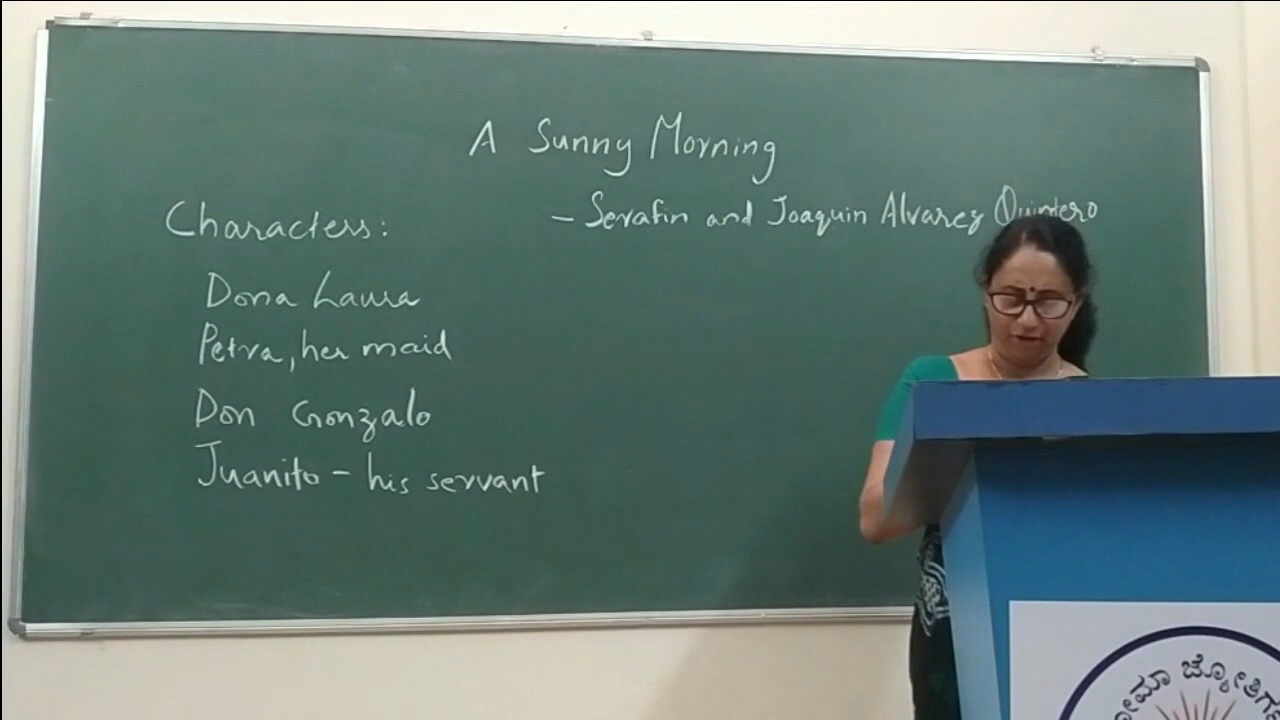 A Sunny Morning
– Serafin and Joaquin Alvarez Quintero
Characters:
Dona Laura
Petra, her maid
Don Gonzalo
Juanito – his servant